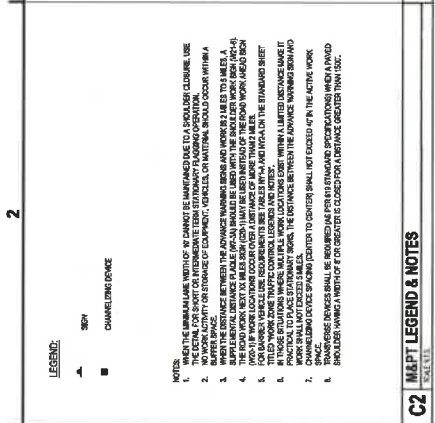 2
LEGEND:
SIGN
CHANNELIZING DEVICE
NOTES:
1. WHEN THE MINIMUM LANE WIDTH OF 10' CANNOT BE MAINTAINED DUE TO A SHOULDER CLOSURE, USE
THE DETAIL FOR SHORT OR INTERMEDIATE TERM STATIONARY FLAGGING OPERATION.
2. NO WORK ACTIVITY OR STORAGE OF EQUIPMENT, VEHICLES, OR MATERIAL SHOULD OCCUR WITHIN A
BUFFER SPACE.
3. WHEN THE DISTANCE BETWEEN THE ADVANCE WARNING SIGNS AND WORK IS 2 MILES TO 5 MILES, A
SUPPLEMENTAL DISTANCE PLAQUE (W7-3A) SHOULD BE USED WITH THE SHOULDER WORK SIGN (W21-5).
4. THE ROAD WORK NEXT XX MILES SIGN (G20-1) MAY BE USED INSTEAD OF THE ROAD WORK AHEAD SIGN
(W20-1) IF WORK LOCATIONS OCCUR OVER A DISTANCE OF MORE THAN 2 MILES.
5. FOR BARRIER VEHICLE USE REQUIREMENTS SEE TABLES NY-A AND NY2-A ON THE STANDARD SHEET
TITLED "WORK ZONE TRAFFIC CONTROL LEGENDS AND NOTES".
6. IN THOSE SITUATIONS WHERE MULTIPLE WORK LOCATIONS EXIST WITHIN A LIMITED DISTANCE MAKE IT
PRACTICAL TO PLACE STATIONARY SIGNS, THE DISTANCE BETWEEN THE ADVANCE WARNING SIGN AND
WORK SHALL NOT EXCEED 5 MILES.
7. CHANNELIZING DEVICE SPACING (CENTER TO CENTER) SHALL NOT EXCEED 40' IN THE ACTIVE WORK
SPACE.
8. TRANSVERSE DEVICES SHALL BE REQUIRED (AS PER 619 STANDARD SPECIFICATIONS) WHEN A PAVED
SHOULDER HAVING A WIDTH OF 8' OR GREATER IS CLOSED FOR A DISTANCE GREATER THAN 1500'.
C2 M&PT LEGEND & NOTES
SCALE: N.T.S.